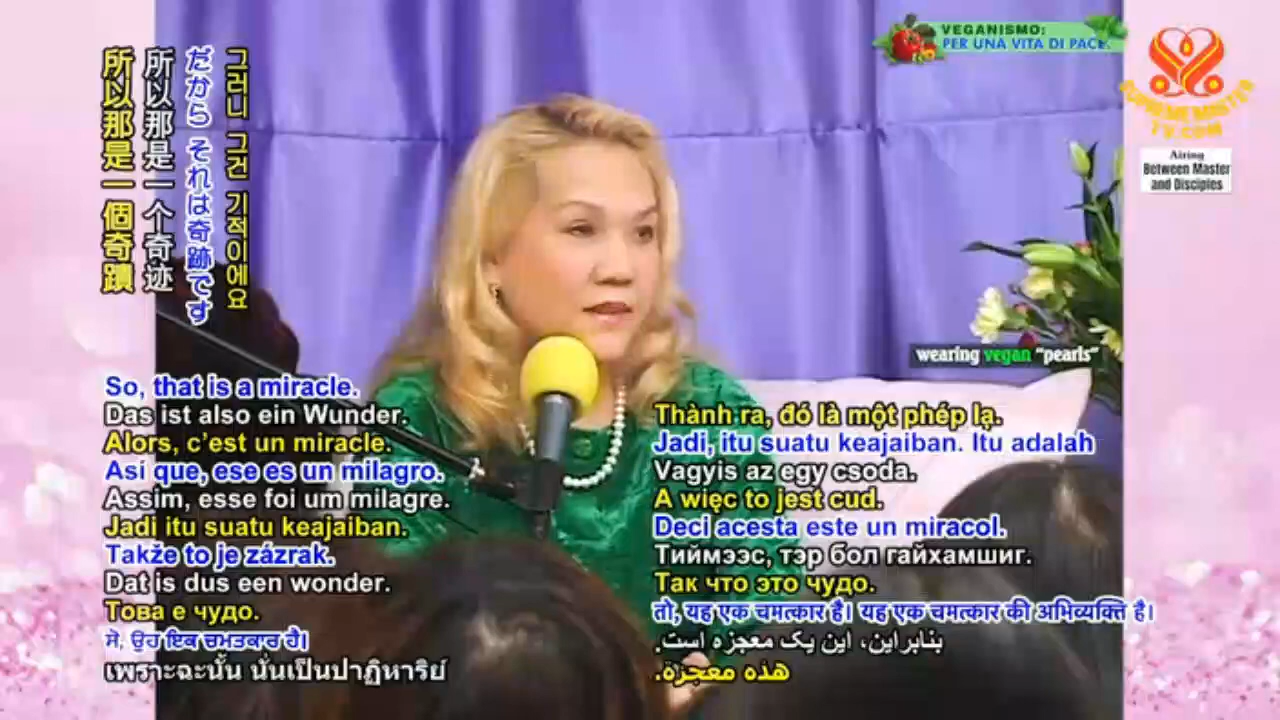 VEGANISMO:
PER UNA VITA DI PACE.
SUPREMEMASTER
TV.COM
Airing
Between Master
and Disciples
그러니 그건 기적이에요
だから それは奇跡です
所以那是一个奇迹
所以那是一個奇蹟
wearing vegan “pearls”
So, that is a miracle.
Das ist also ein Wunder.
Alors, c’est un miracle.
Así que, ese es un milagro.
Assim, esse foi um milagre.
Jadi itu suatu keajaiban.
Takže to je zázrak.
Dat is dus een wonder.
Това е чудо.
ਸੋ, ਉਹ ਇਕ ਚਮਤਕਾਰ ਹੈ।
เพราะฉะนั้น นั่นเป็นปาฏิหาริย์
Thành ra, đó là một phép lạ.
Jadi, itu suatu keajaiban. Itu adalah
Vagyis az egy csoda.
A więc to jest cud.
Deci acesta este un miracol.
Тиймээс, тэр бол гайхамшиг.
Так что это чудо.
तो, यह एक चमत्कार है। यह एक चमत्कार की अभिव्यक्ति है।
بنابراین، این یک معجزه است.
هذه معجزة.